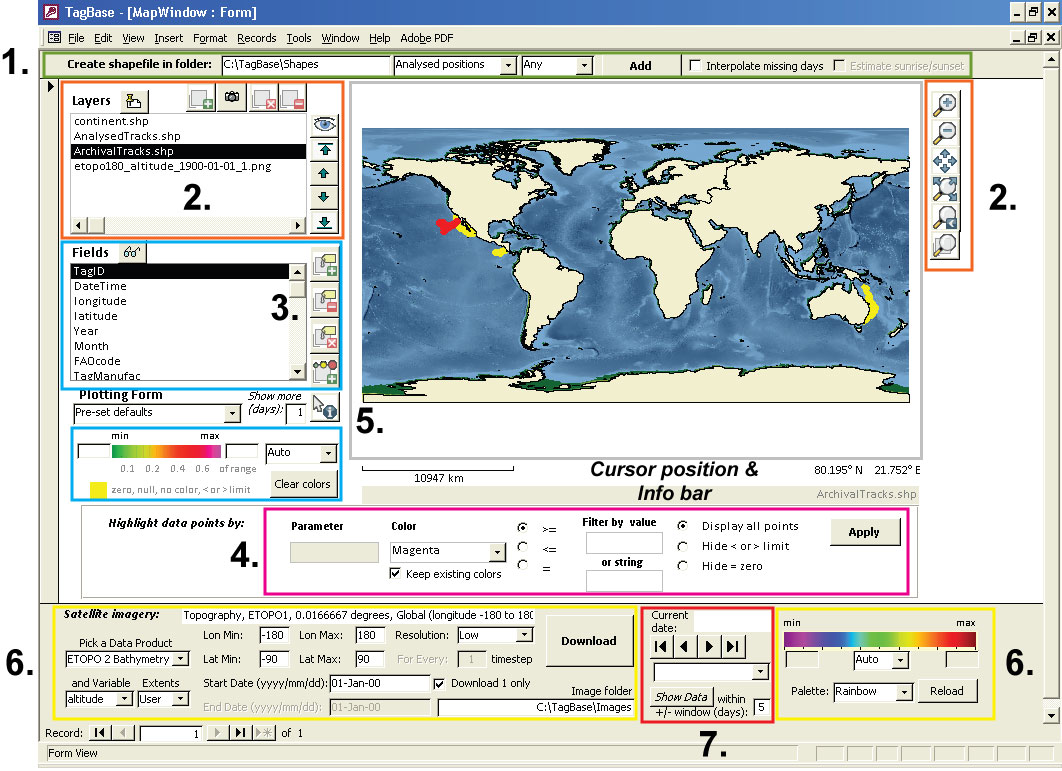 TagBase - [MapWindow : Form]
File Edit View Insert Format Records Tools Window Help Adobe PDF
1.
Create shapefile in folder: C:\TagBase\Shapes Analysed positions Any Add Interpolate missing days Estimate sunrise/sunset
Layers
continent.shp
AnalysedTracks.shp
ArchivalTracks.shp
etopo180_altitude_1900-01-01_1.png
2.
2.
Fields
TagID
DateTime
longitude
latitude
Year
Month
FAOcode
TagManufac
3.
Plotting Form
Pre-set defaults
Show more
(days): 1
5.
min max
0.1 0.2 0.4 0.6 of range
Auto
zero, null, no color, < or > limit
Clear colors
10947 km
Cursor position &
Info bar
80.195° N 21.752° E
ArchivalTracks.shp
Highlight data points by:
4.
Parameter
Color
Magenta
Keep existing colors
>=
<=
=
Filter by value
or string
Display all points
Hide < or > limit
Hide = zero
Apply
6.
Satellite imagery: Topography, ETOPO1, 0.0166667 degrees, Global (longitude -180 to 180
Pick a Data Product
ETOPO 2 Bathymetry
and Variable Extents
altitude User
Lon Min: -180 Lon Max: 180 Resolution: Low
Lat Min: -90 Lat Max: 90 For Every: 1 timestep
Start Date (yyyy/mm/dd): 01-Jan-00 Download 1 only
End Date (yyyy/mm/dd): 01-Jan-00
Download
Image folder
C:\TagBase\Images
Current
date:
Show Data within
+/- window (days): 5
7.
min max
Auto
Palette: Rainbow Reload
6.
Record: 1 of 1
Form View